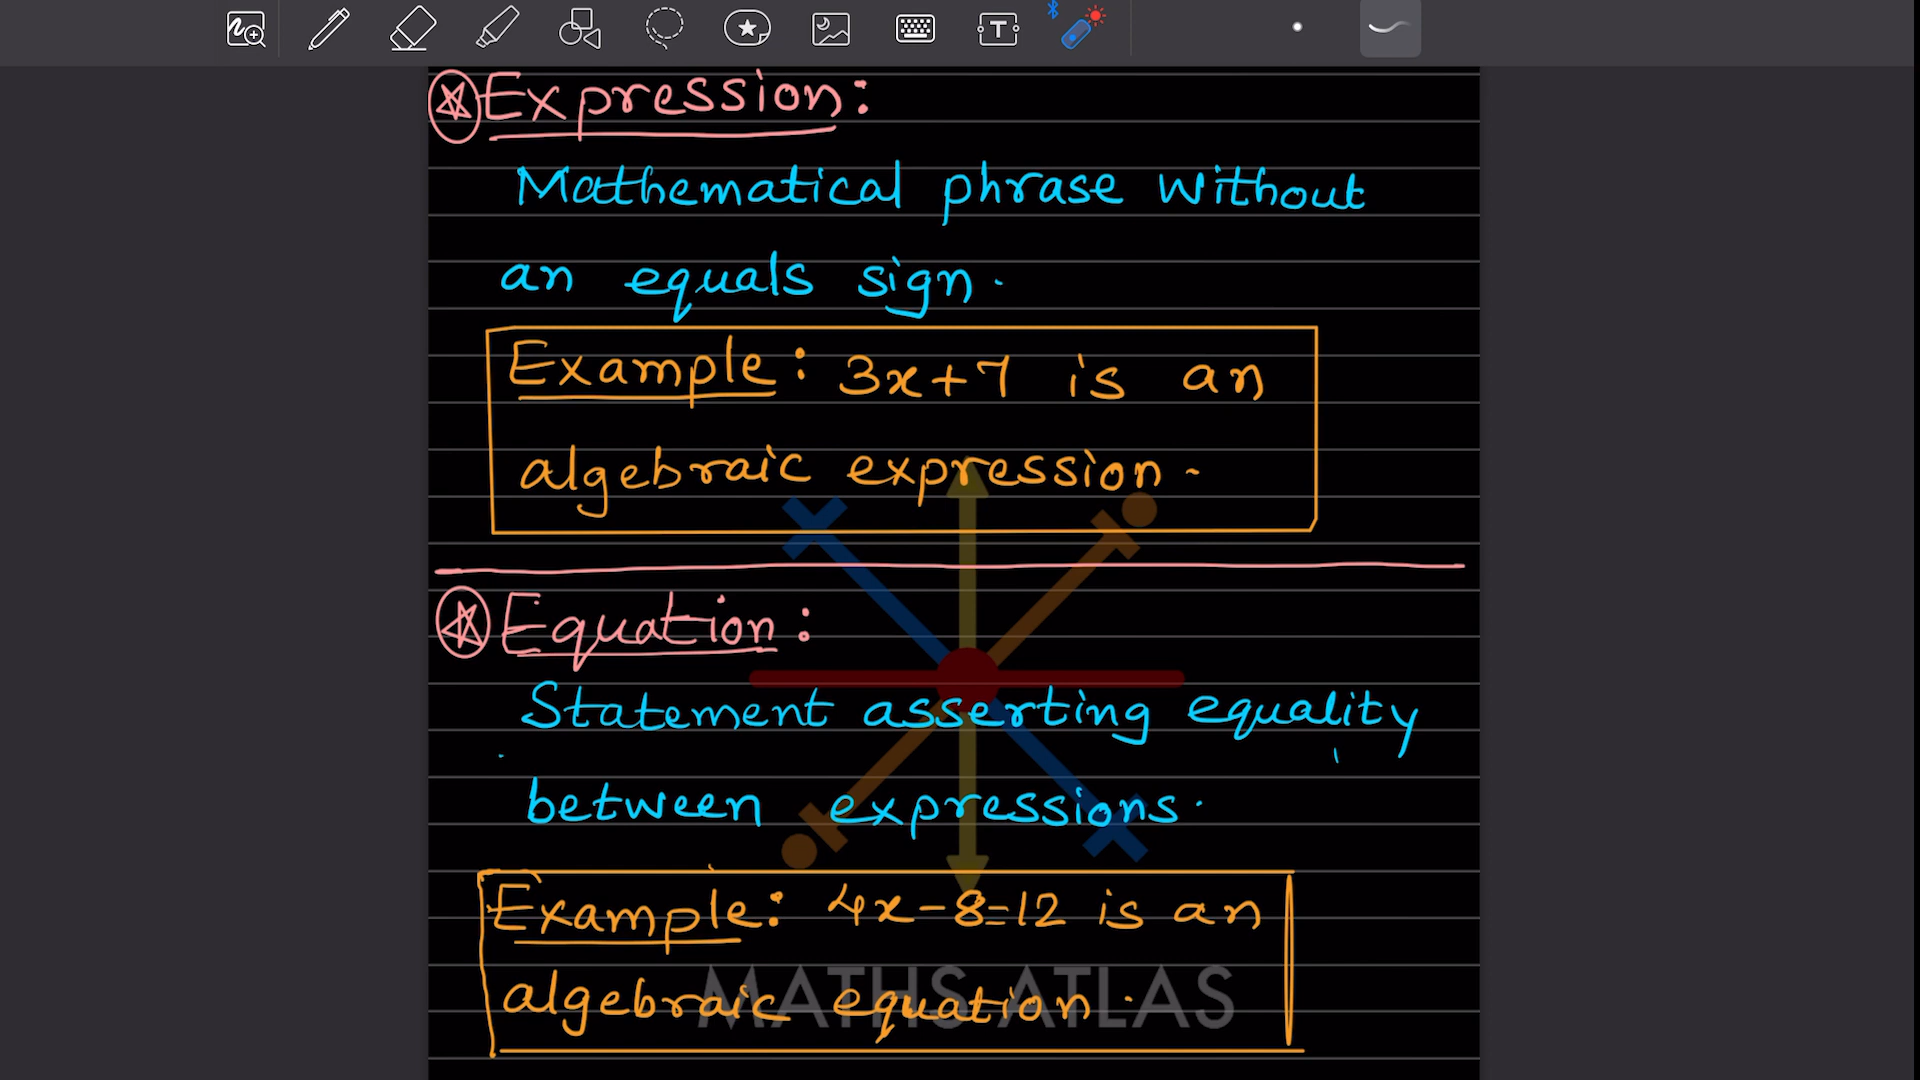 Expression:
Mathematical phrase without
an equals sign.
Example: 3x+7 is an
algebraic expression.
Equation:
Statement asserting equality
between expressions.
Example: 4x-8=12 is an
algebraic equation.
MATHS ATLAS